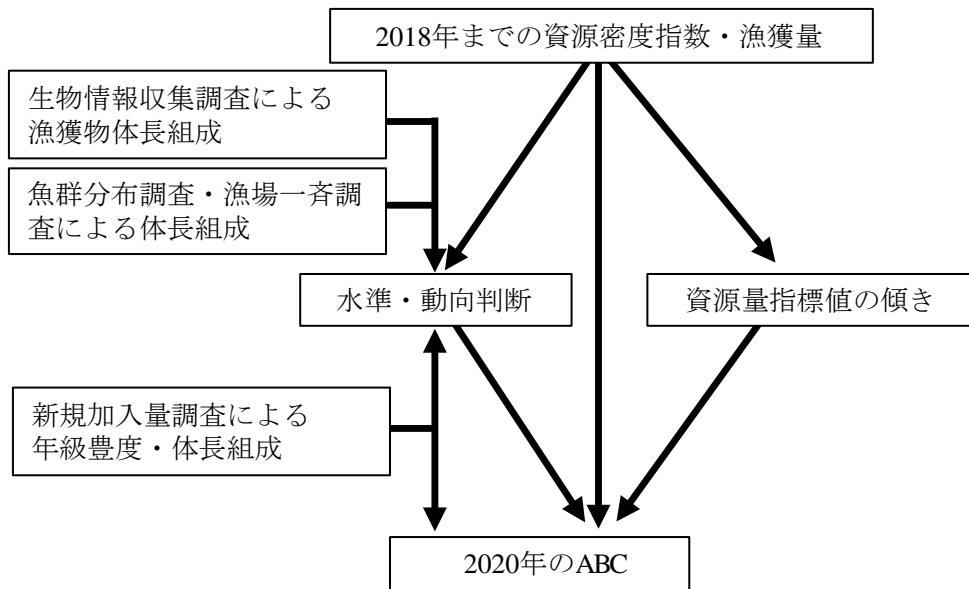 2018年までの資源密度指数・漁獲量
生物情報収集調査による
漁獲物体長組成
魚群分布調査・漁場一斉調
査による体長組成
水準・動向判断
資源量指標値の傾き
新規加入量調査による
年級豊度・体長組成
2020年のABC